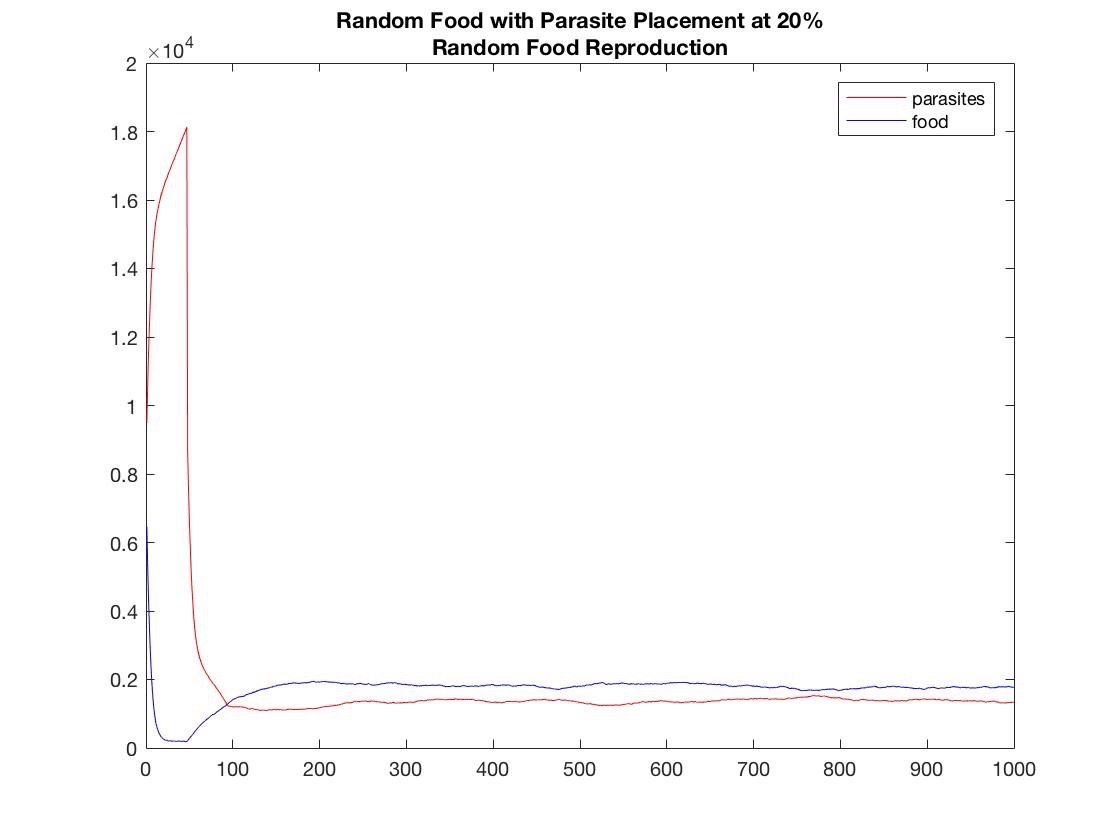 Random Food with Parasite Placement at 20%
Random Food Reproduction
×10⁴
parasites
food
2
1.8
1.6
1.4
1.2
1
0.8
0.6
0.4
0.2
0
0 100 200 300 400 500 600 700 800 900 1000